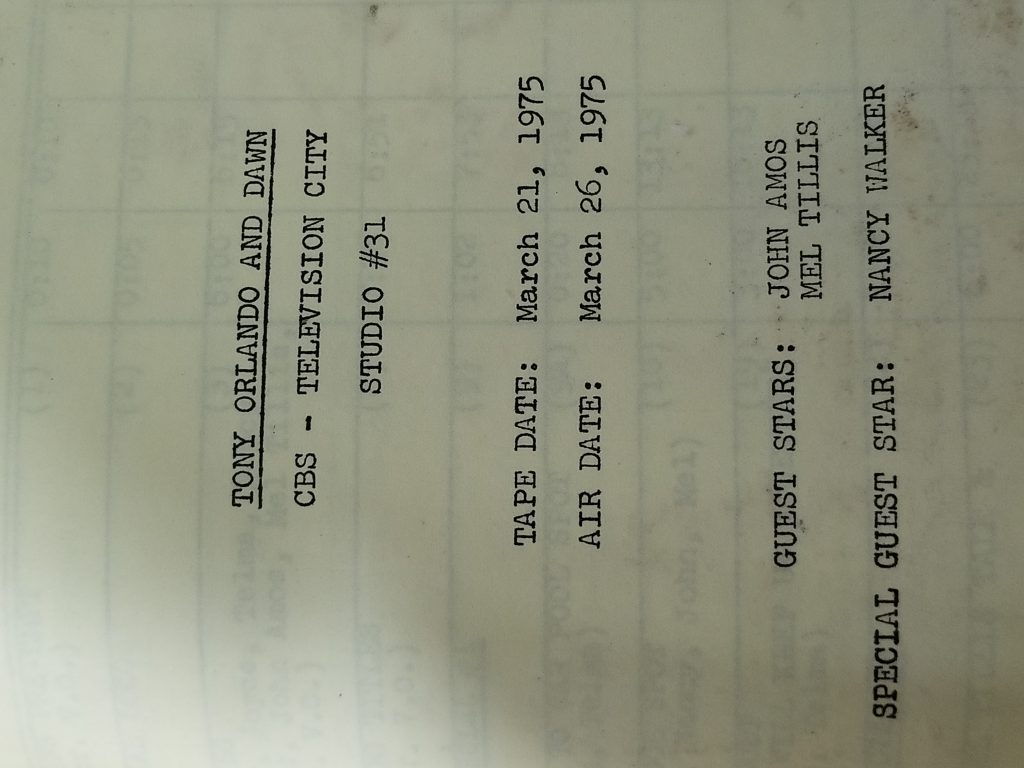 TONY ORLANDO AND DAWN
CBS - TELEVISION CITY
STUDIO #31
TAPE DATE: March 21, 1975
AIR DATE: March 26, 1975
GUEST STARS: JOHN AMOS
MEL TILLIS
SPECIAL GUEST STAR: NANCY WALKER